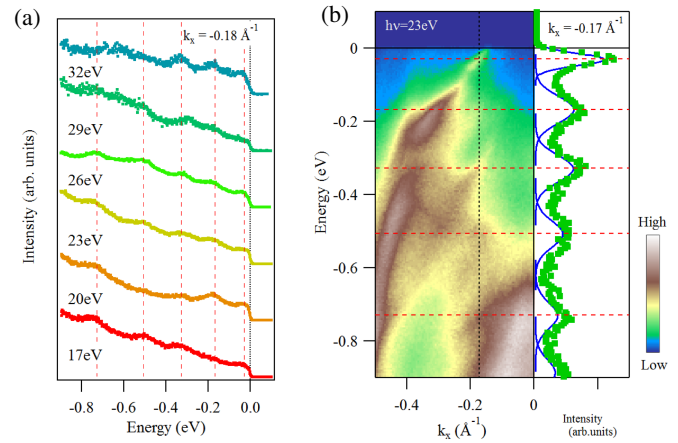 (a)
k_x = -0.18 Å^-1
32eV
29eV
26eV
23eV
20eV
17eV
Intensity (arb. units)
-0.8 -0.6 -0.4 -0.2 0.0
Energy (eV)
(b)
hν=23eV
k_x = -0.17 Å^-1
0
-0.2
-0.4
-0.6
-0.8
Energy (eV)
-0.4 -0.2 0
k_x (Å^-1)
0
Intensity
(arb.units)
High
Low